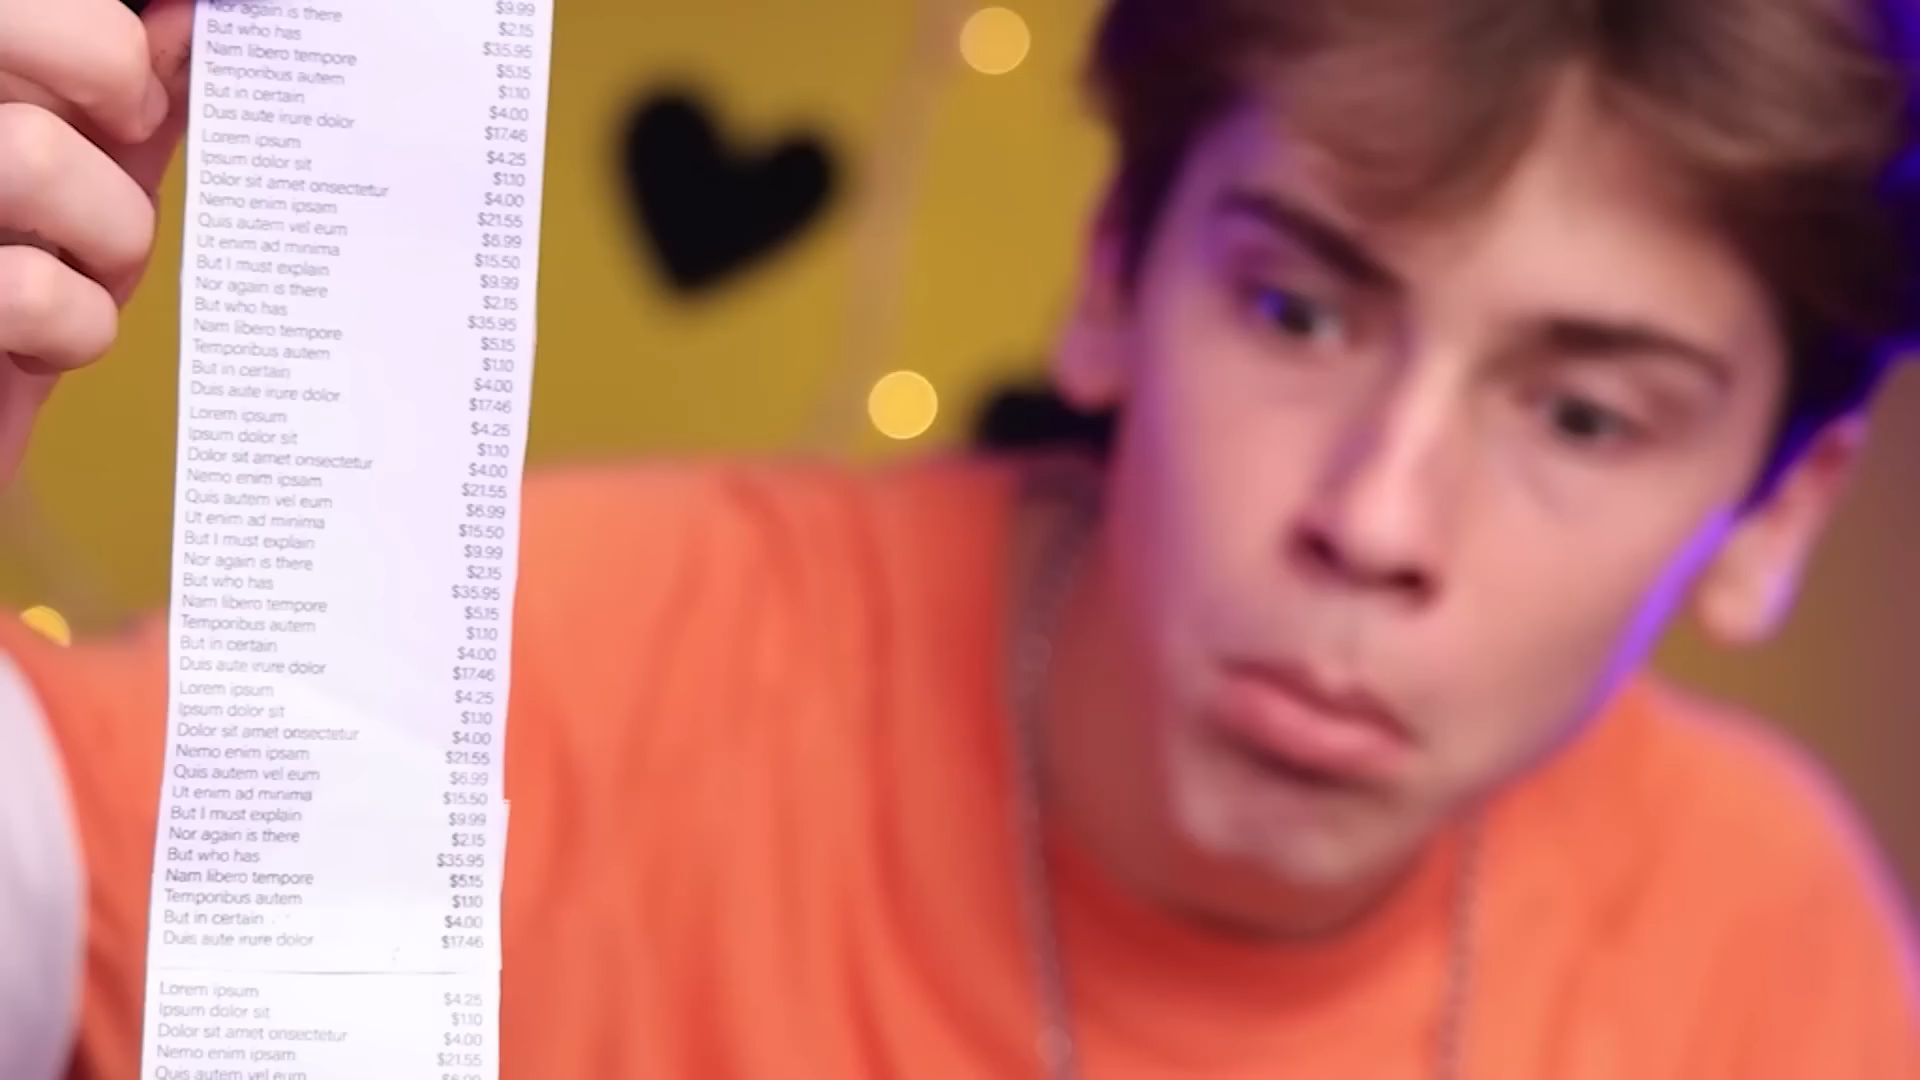 Nor again is there $9.99
But who has $2.15
Nam libero tempore $35.95
Temporibus autem $5.15
But in certain $1.10
Duis aute irure dolor $4.00
$17.46
Lorem ipsum $4.25
Ipsum dolor sit $1.10
Dolor sit amet onsectetur $4.00
Nemo enim ipsam $21.55
Quis autem vel eum $6.99
Ut enim ad minima $15.50
But I must explain $9.99
Nor again is there $2.15
But who has $35.95
Nam libero tempore $5.15
Temporibus autem $1.10
But in certain $4.00
Duis aute irure dolor $17.46
Lorem ipsum $4.25
Ipsum dolor sit $1.10
Dolor sit amet onsectetur $4.00
Nemo enim ipsam $21.55
Quis autem vel eum $6.99
Ut enim ad minima $15.50
But I must explain $9.99
Nor again is there $2.15
But who has $35.95
Nam libero tempore $5.15
Temporibus autem $1.10
But in certain $4.00
Duis aute irure dolor $17.46
Lorem ipsum $4.25
Ipsum dolor sit $1.10
Dolor sit amet onsectetur $4.00
Nemo enim ipsam $21.55
Quis autem vel eum $6.99
Ut enim ad minima $15.50
But I must explain $9.99
Nor again is there $2.15
But who has $35.95
Nam libero tempore $5.15
Temporibus autem $1.10
But in certain $4.00
Duis aute irure dolor $17.46
Lorem ipsum $4.25
Ipsum dolor sit $1.10
Dolor sit amet onsectetur $4.00
Nemo enim ipsam $21.55
Quis autem vel eum $6.99